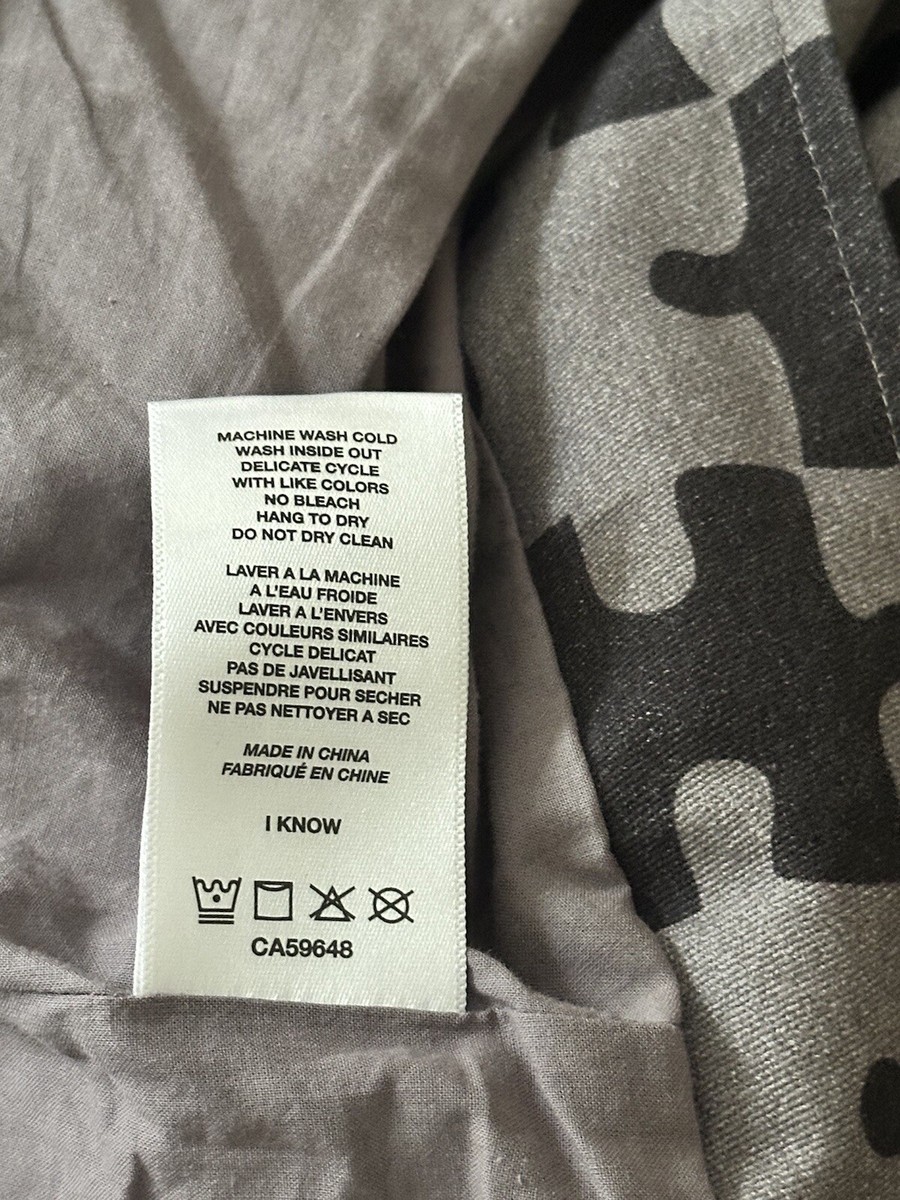 MACHINE WASH COLD
WASH INSIDE OUT
DELICATE CYCLE
WITH LIKE COLORS
NO BLEACH
HANG TO DRY
DO NOT DRY CLEAN
LAVER A LA MACHINE
A L'EAU FROIDE
LAVER A L'ENVERS
AVEC COULEURS SIMILAIRES
CYCLE DELICAT
PAS DE JAVELLISANT
SUSPENDRE POUR SECHER
NE PAS NETTOYER A SEC
MADE IN CHINA
FABRIQUÉ EN CHINE
I KNOW
CA59648